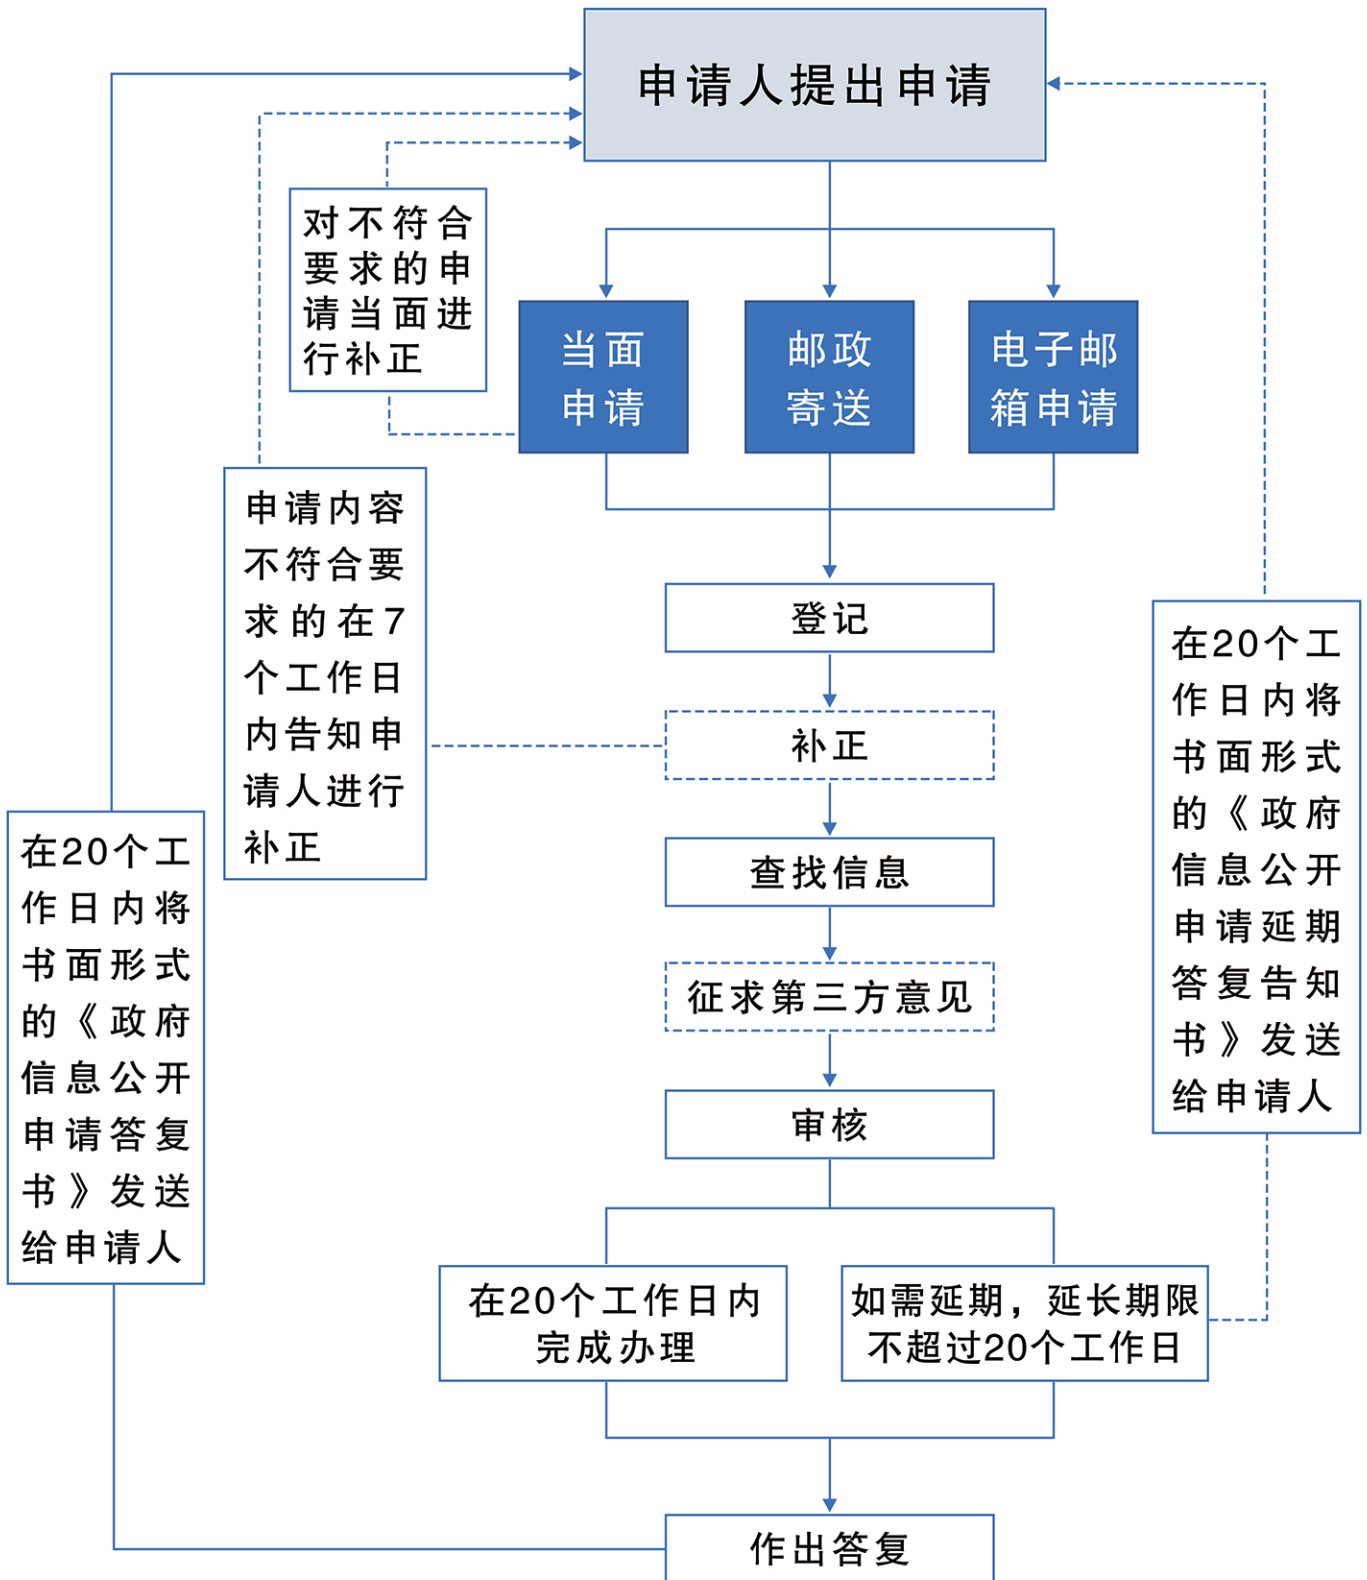 申请人提出申请
对不符合
要求的申
请当面进
行补正
当面
申请
邮政
寄送
电子邮
箱申请
申请内容
不符合要
求的在7
个工作日
内告知申
请人进行
补正
登记
补正
查找信息
征求第三方意见
审核
在20个工
作日内将
书面形式
的《政府
信息公开
申请答复
书》发送
给申请人
在20个工
作日内将
书面形式
的《政府
信息公开
申请延期
答复告知
书》发送
给申请人
在20个工作日内
完成办理
如需延期，延长期限
不超过20个工作日
作出答复